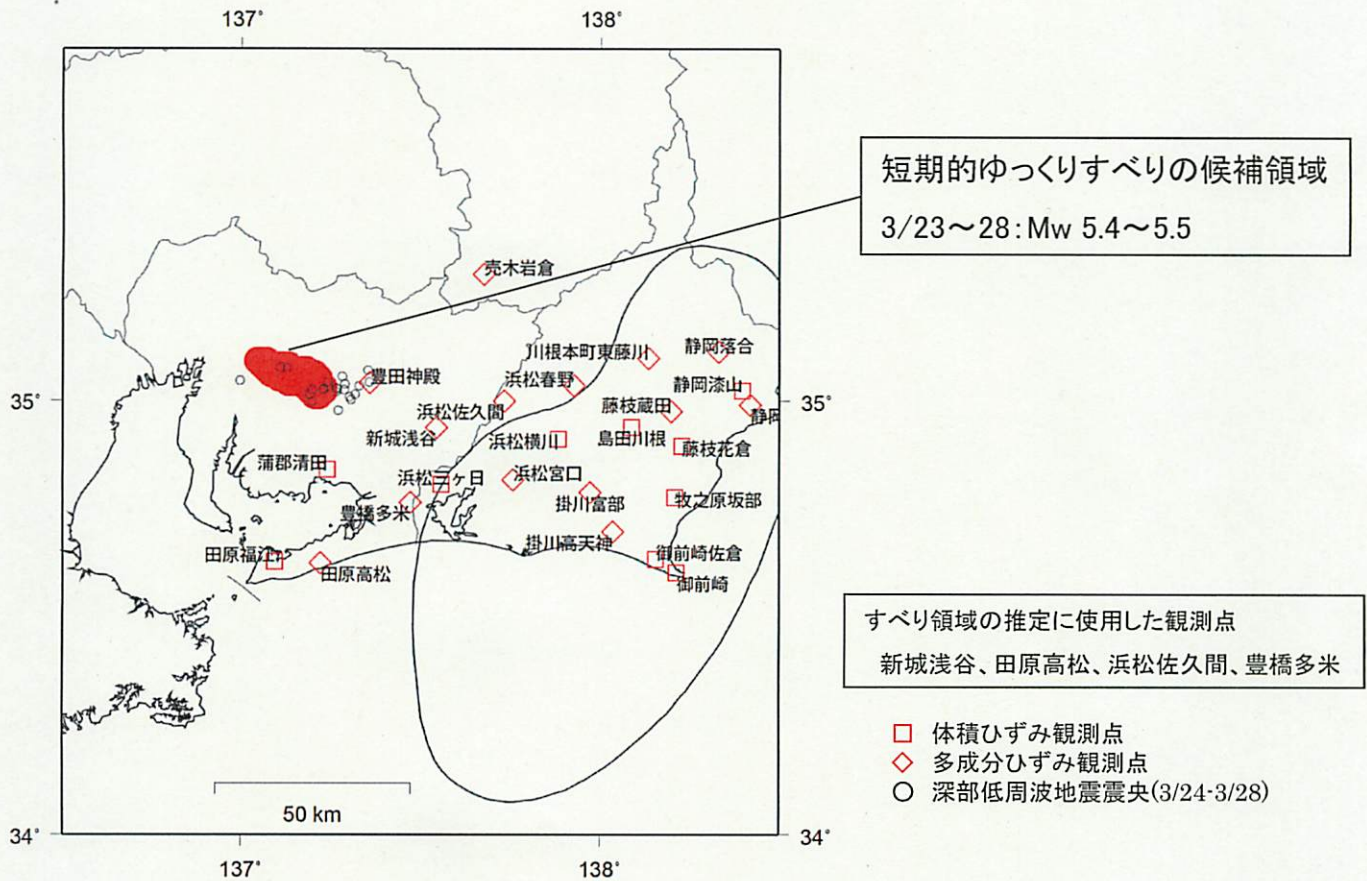 137°
138°
短期的ゆっくりすべりの候補領域
3/23～28：Mw 5.4～5.5
売木岩倉
川根本町東藤川
静岡落合
豊田神殿
浜松春野
静岡漆山
35°
浜松佐久間
藤枝蔵田
静岡
35°
新城浅谷
浜松横川
島田川根
藤枝花倉
蒲郡清田
浜松三ヶ日
浜松宮口
豊橋多米
掛川富部
牧之原坂部
田原福江
掛川高天神
御前崎佐倉
田原高松
御前崎
すべり領域の推定に使用した観測点
新城浅谷、田原高松、浜松佐久間、豊橋多米
体積ひずみ観測点
多成分ひずみ観測点
深部低周波地震震央(3/24-3/28)
50 km
34°
34°
137°
138°